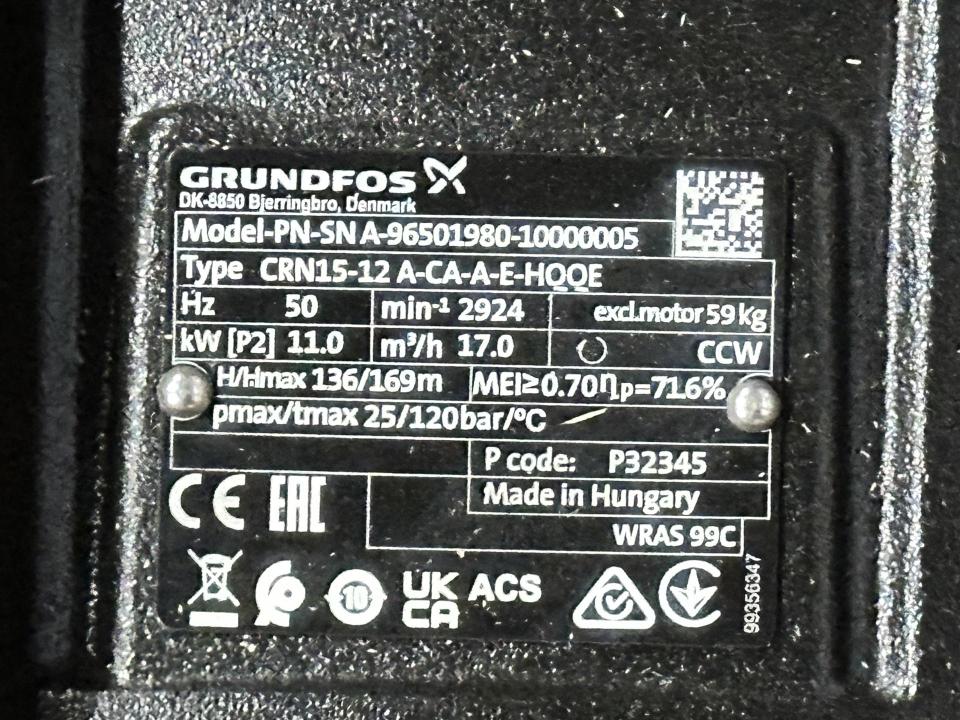 GRUNDFOS
DK-8850 Bjerringbro, Denmark
Model-PN-SN A-96501980-10000005
Type CRN15-12 A-CA-A-E-HQQE
Hz 50 min⁻¹ 2924 excl.motor 59 kg
kW [P2] 11.0 m³/h 17.0 CCW
H/Hmax 136/169m MEI≥0.70 ηp=71.6%
pmax/tmax 25/120bar/°C
P code: P32345
Made in Hungary
WRAS 99C
CE EAC
10 UK CA ACS
99356347